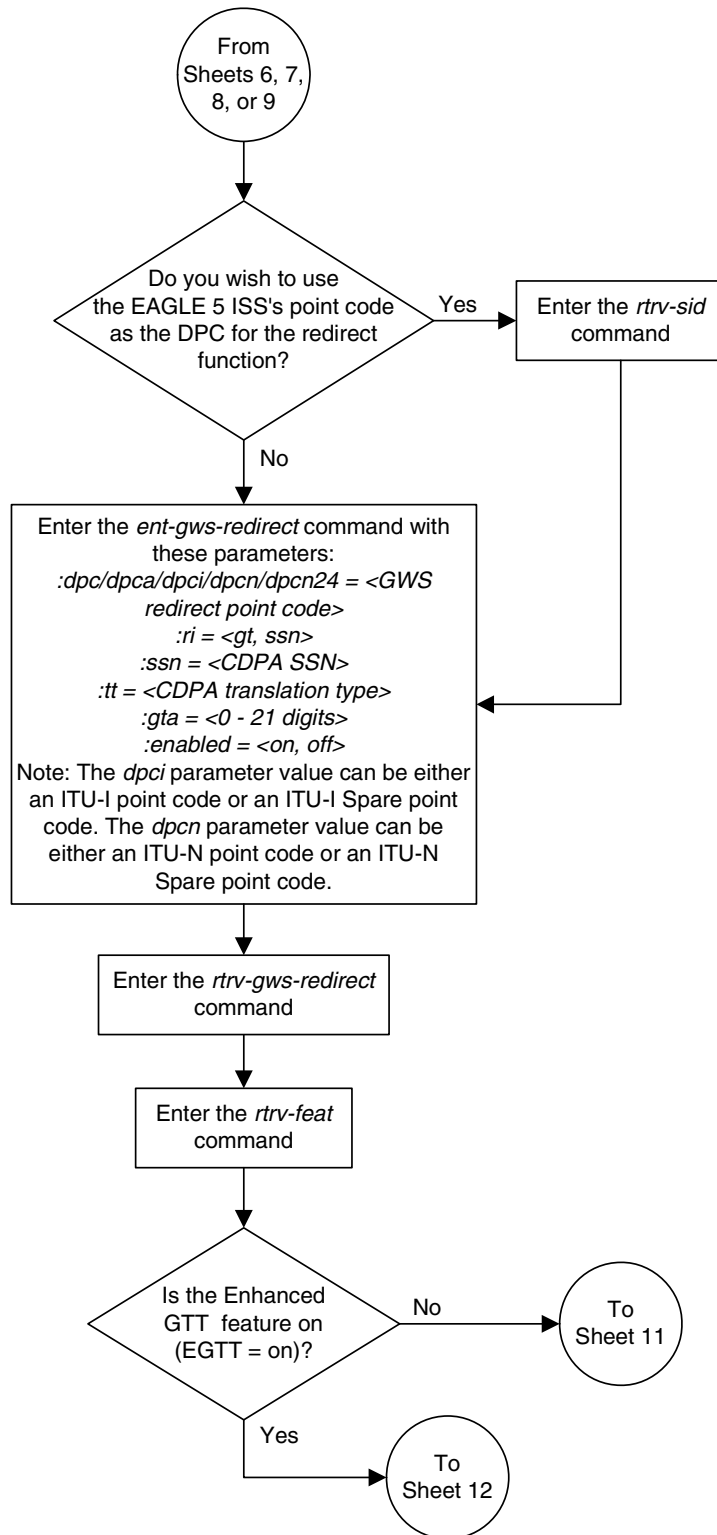 From
Sheets 6, 7,
8, or 9
Do you wish to use
the EAGLE 5 ISS's point code
as the DPC for the redirect
function?
Yes
Enter the rtrv-sid
command
No
Enter the ent-gws-redirect command with
these parameters:
:dpc/dpca/dpci/dpcn/dpcn24 = <GWS
redirect point code>
:ri = <gt, ssn>
:ssn = <CDPA SSN>
:tt = <CDPA translation type>
:gta = <0 - 21 digits>
:enabled = <on, off>
Note: The dpci parameter value can be either
an ITU-I point code or an ITU-I Spare point
code. The dpcn parameter value can be
either an ITU-N point code or an ITU-N
Spare point code.
Enter the rtrv-gws-redirect
command
Enter the rtrv-feat
command
Is the Enhanced
GTT feature on
(EGTT = on)?
No
To
Sheet 11
Yes
To
Sheet 12